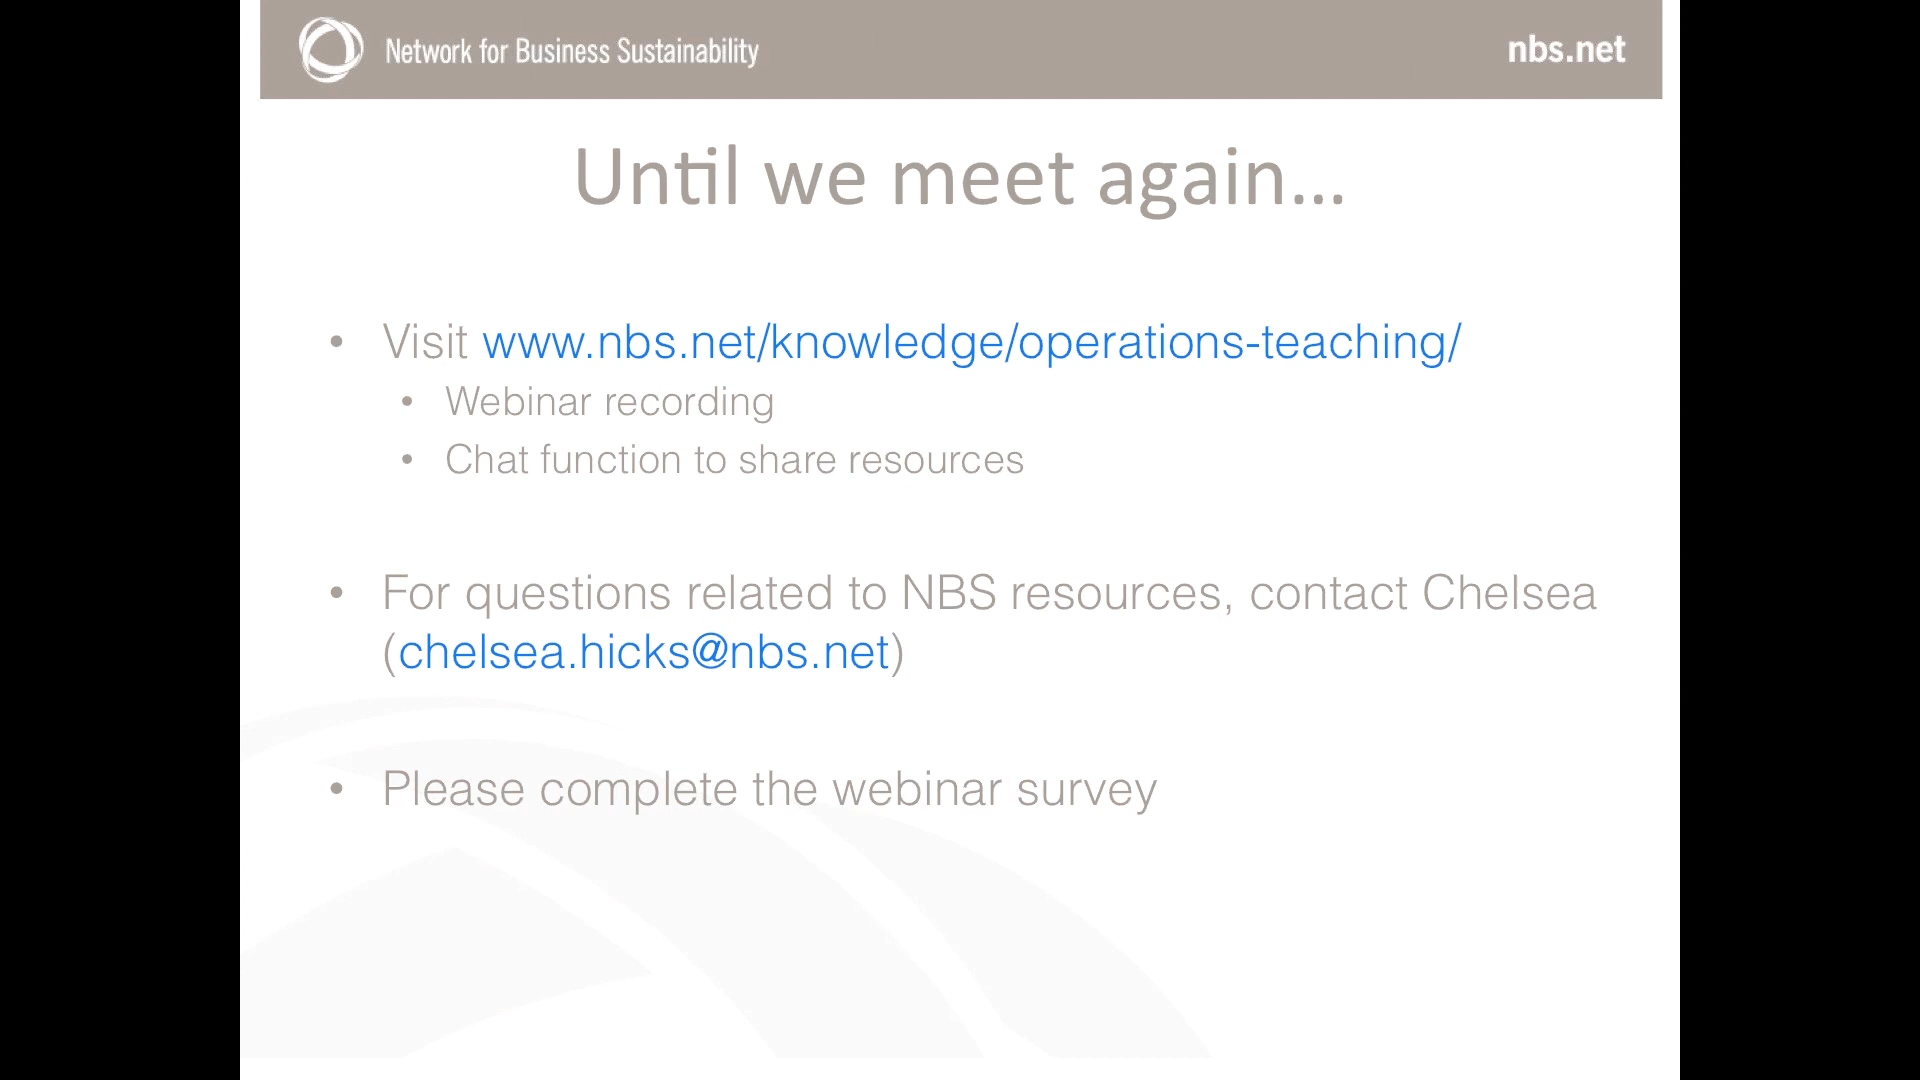 Network for Business Sustainability
nbs.net
Until we meet again...
• Visit www.nbs.net/knowledge/operations-teaching/
• Webinar recording
• Chat function to share resources
• For questions related to NBS resources, contact Chelsea
(chelsea.hicks@nbs.net)
• Please complete the webinar survey